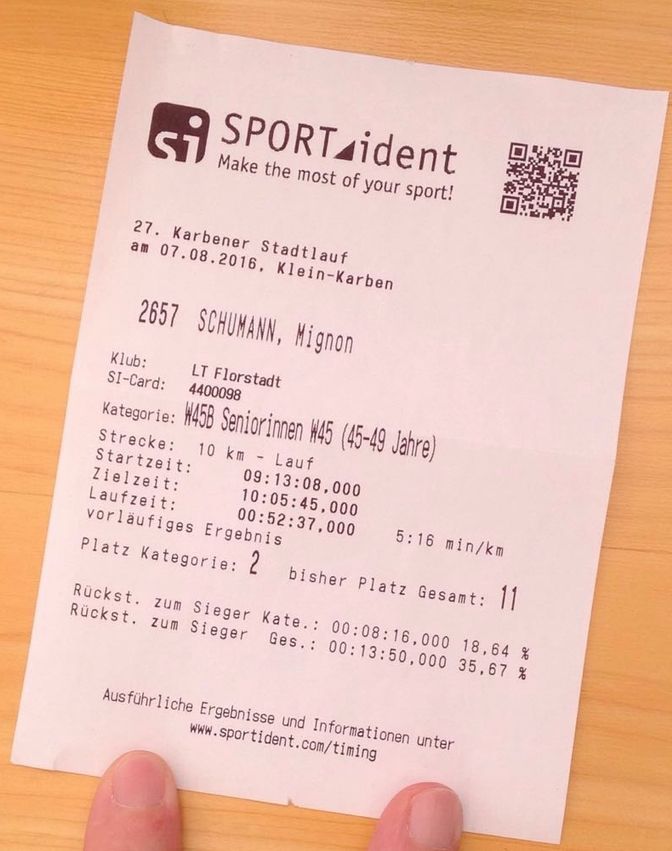 si SPORTident
Make the most of your sport!
27. Karbener Stadtlauf
am 07.08.2016, Klein-Karben
2657 SCHUMANN, Mignon
Klub: LT Florstadt
SI-Card: 4400098
Kategorie: W45B Seniorinnen W45 (45-49 Jahre)
Strecke: 10 km - Lauf
Startzeit: 09:13:08,000
Zielzeit: 10:05:45,000
Laufzeit: 00:52:37,000 5:16 min/km
vorläufiges Ergebnis
Platz Kategorie: 2 bisher Platz Gesamt: 11
Rückst. zum Sieger Kate.: 00:08:16,000 18,64 %
Rückst. zum Sieger Ges.: 00:13:50,000 35,67 %
Ausführliche Ergebnisse und Informationen unter
www.sportident.com/timing